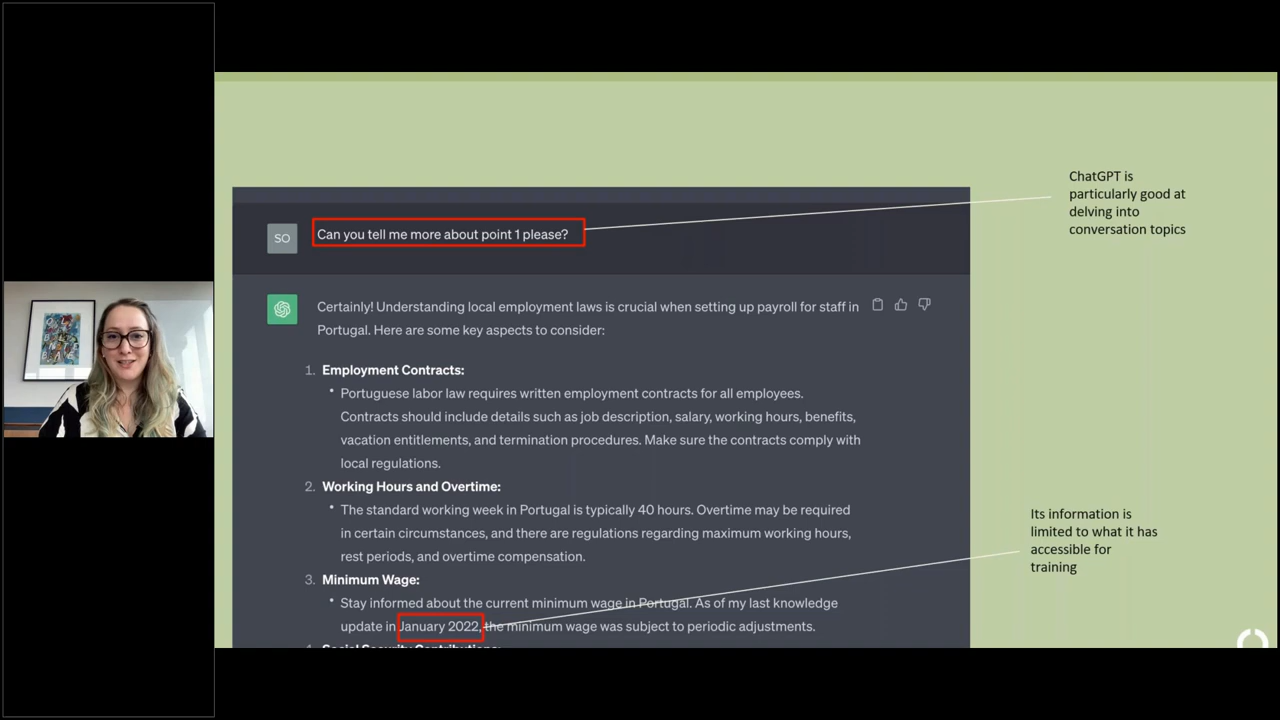 SO
Can you tell me more about point 1 please?
Certainly! Understanding local employment laws is crucial when setting up payroll for staff in
Portugal. Here are some key aspects to consider:
1. Employment Contracts:
• Portuguese labor law requires written employment contracts for all employees.
Contracts should include details such as job description, salary, working hours, benefits,
vacation entitlements, and termination procedures. Make sure the contracts comply with
local regulations.
2. Working Hours and Overtime:
• The standard working week in Portugal is typically 40 hours. Overtime may be required
in certain circumstances, and there are regulations regarding maximum working hours,
rest periods, and overtime compensation.
3. Minimum Wage:
• Stay informed about the current minimum wage in Portugal. As of my last knowledge
update in January 2022, the minimum wage was subject to periodic adjustments.
4. Social Security Contributions:
ChatGPT is
particularly good at
delving into
conversation topics
Its information is
limited to what it has
accessible for
training